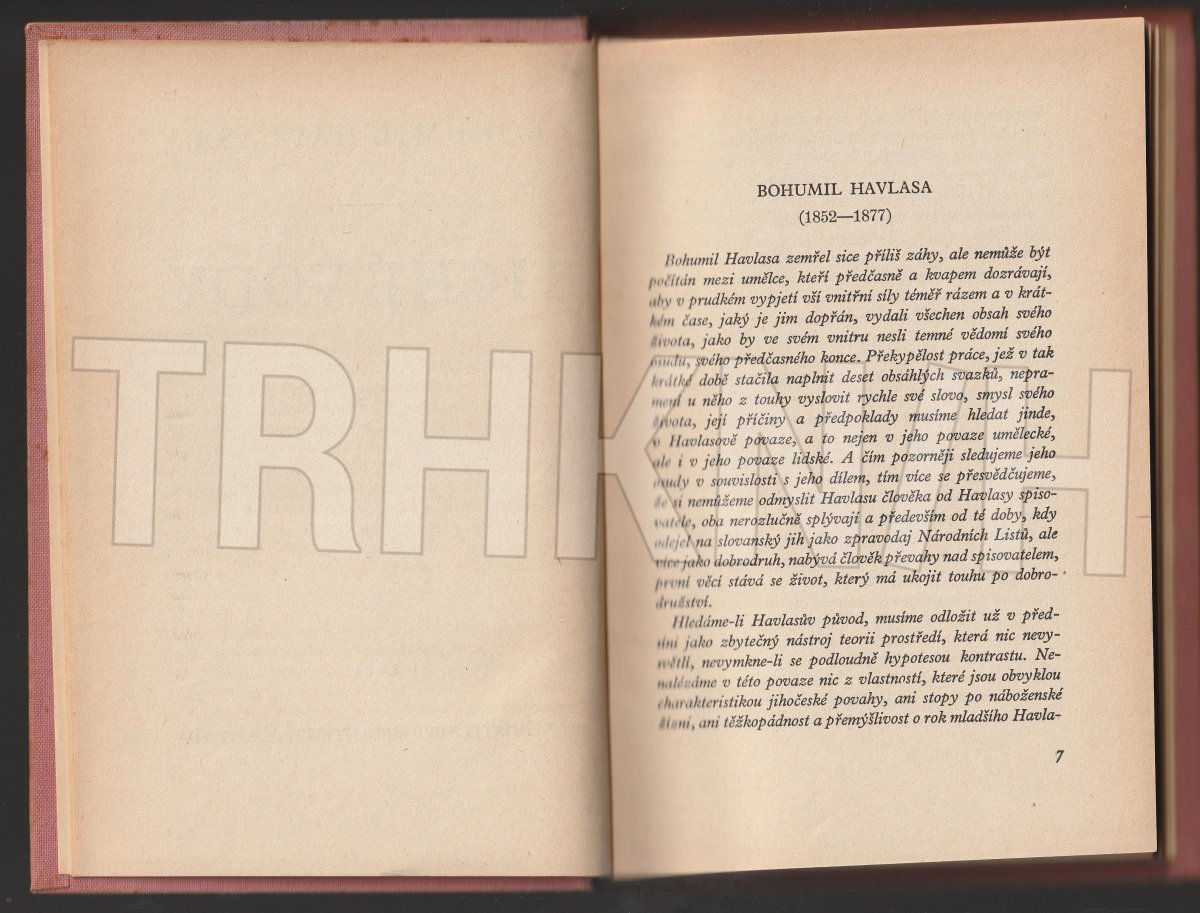 BOHUMIL HAVLASA
(1852—1877)
Bohumil Havlasa zemřel sice příliš záhy, ale nemůže být
počítán mezi umělce, kteří předčasně a kvapem dozrávají,
aby v prudkém vypjetí vší vnitřní síly téměř rázem a v krát-
kém čase, jaký je jim dopřán, vydali všechen obsah svého
života, jako by ve svém vnitru nesli temné vědomí svého
osudu, svého předčasného konce. Překypělost práce, jež v tak
krátké době stačila naplnit deset obsáhlých svazků, nepra-
mení u něho z touhy vyslovit rychle své slovo, smysl svého
života, její příčiny a předpoklady musíme hledat jinde,
v Havlasově povaze, a to nejen v jeho povaze umělecké,
ale i v jeho povaze lidské. A čím pozorněji sledujeme jeho
osudy v souvislosti s jeho dílem, tím více se přesvědčujeme,
že si nemůžeme odmyslit Havlasu člověka od Havlasy spiso-
vatele, oba nerozlučně splývají a především od té doby, kdy
odejel na slovanský jih jako zpravodaj Národních Listů, ale
více jako dobrodruh, nabývá člověk převahy nad spisovatelem,
první věcí stává se život, který má ukojit touhu po dobro-
družství.
Hledáme-li Havlasův původ, musíme odložit už v před-
síni jako zbytečný nástroj teorii prostředí, která nic nevy-
světlí, nevymkne-li se podloudně hypotesou kontrastu. Ne-
nalézáme v této povaze nic z vlastností, které jsou obvyklou
charakteristikou jihočeské povahy, ani stopy po náboženské
žízni, ani těžkopádnost a přemýšlivost o rok mladšího Havla-
7
TRHKNIH